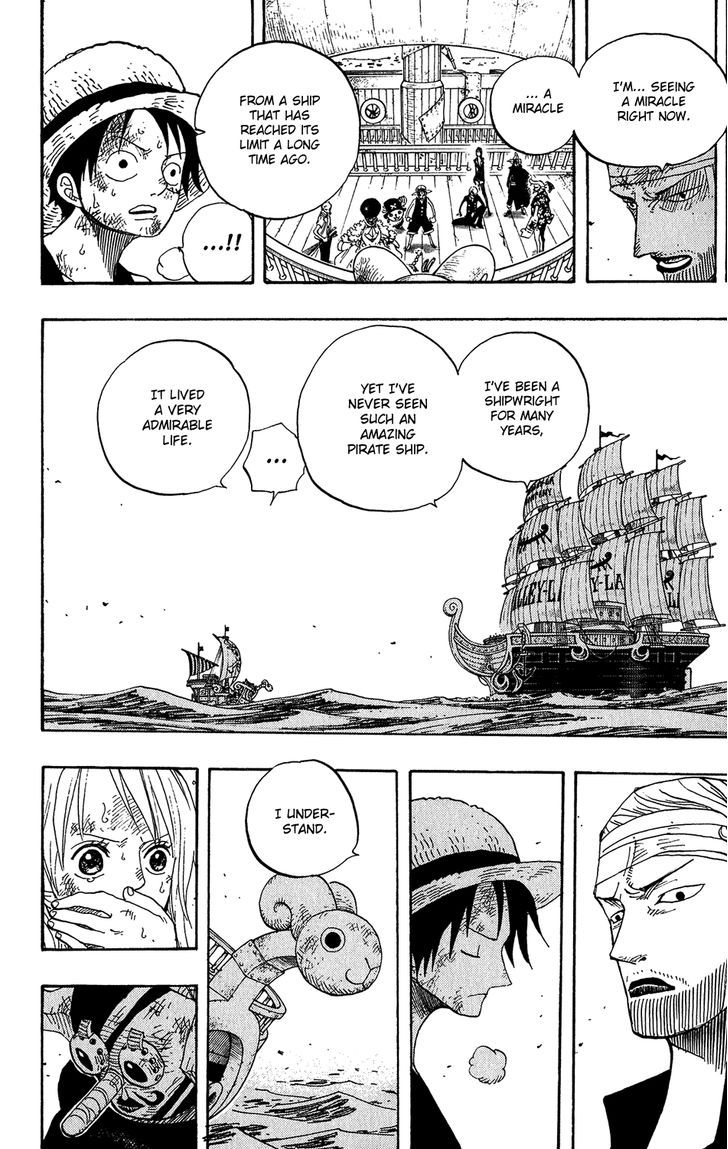 I'M... SEEING
A MIRACLE
RIGHT NOW.
... A
MIRACLE
FROM A SHIP
THAT HAS
REACHED ITS
LIMIT A LONG
TIME AGO.
...!!
I'VE BEEN A
SHIPWRIGHT
FOR MANY
YEARS,
YET I'VE
NEVER SEEN
SUCH AN
AMAZING
PIRATE SHIP.
...
IT LIVED
A VERY
ADMIRABLE
LIFE.
I UNDER-
STAND.